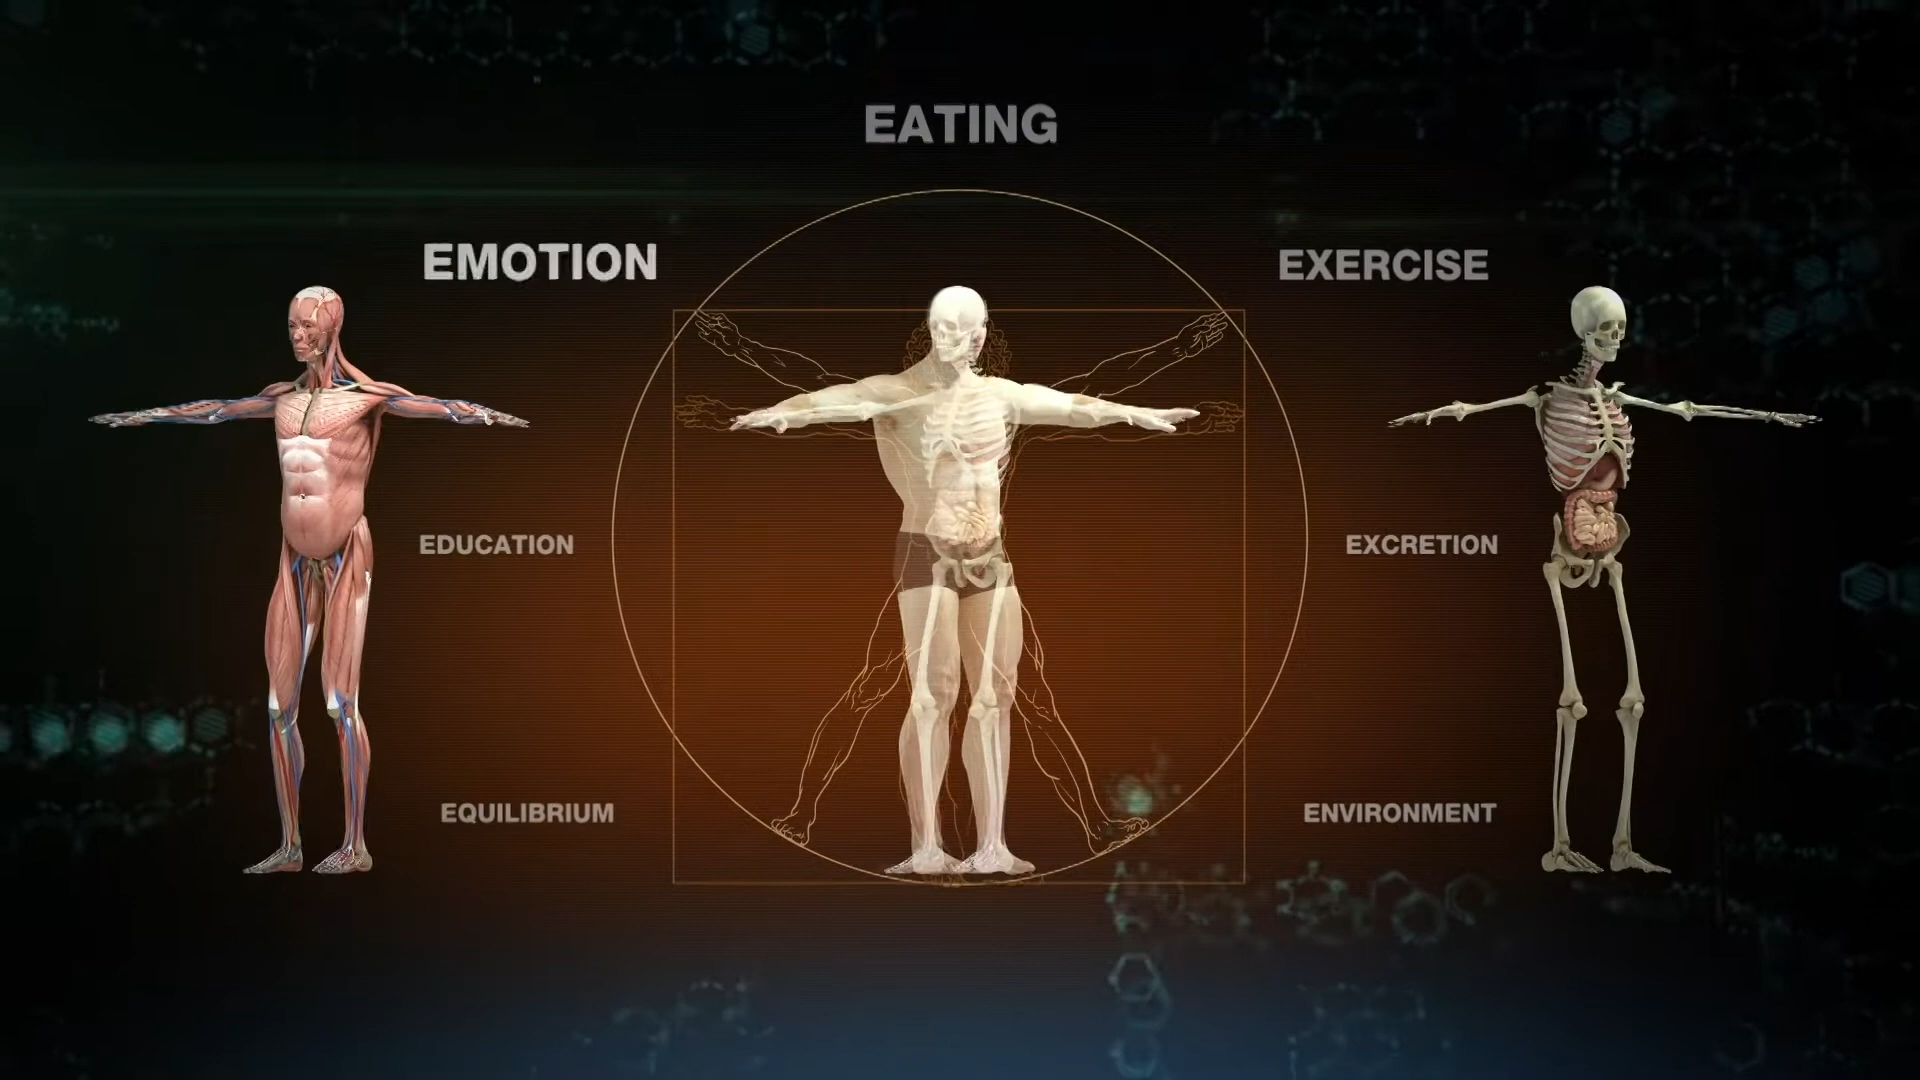 EATING
EMOTION
EXERCISE
EDUCATION
EXCRETION
EQUILIBRIUM
ENVIRONMENT